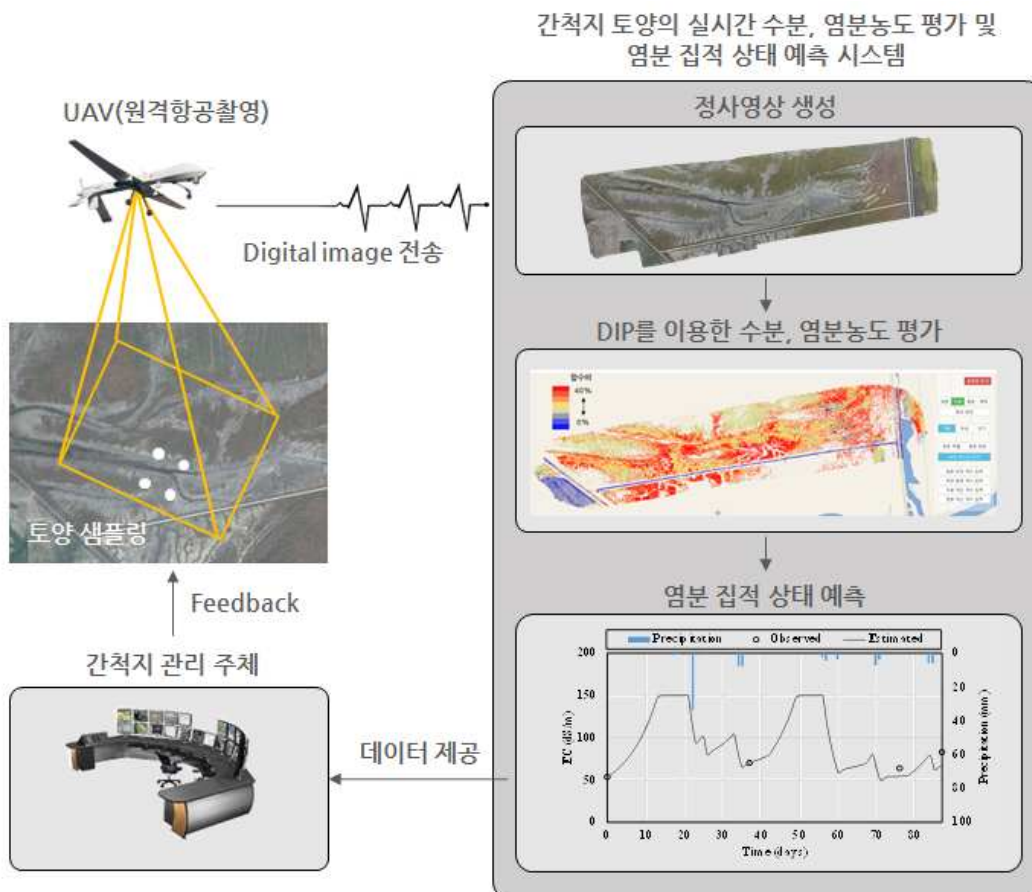 간척지 토양의 실시간 수분, 염분농도 평가 및
염분 집적 상태 예측 시스템
UAV(원격항공촬영)
Digital image 전송
토양 샘플링
Feedback
간척지 관리 주체
데이터 제공
정사영상 생성
DIP를 이용한 수분, 염분농도 평가
함수비
40%
0%
염분 집적 상태 예측
Precipitation
Observed
Estimated
200
150
100
50
0
EC (dS/m)
0
20
40
60
80
100
Precipitation (mm)
0 10 20 30 40 50 60 70 80
Time (days)